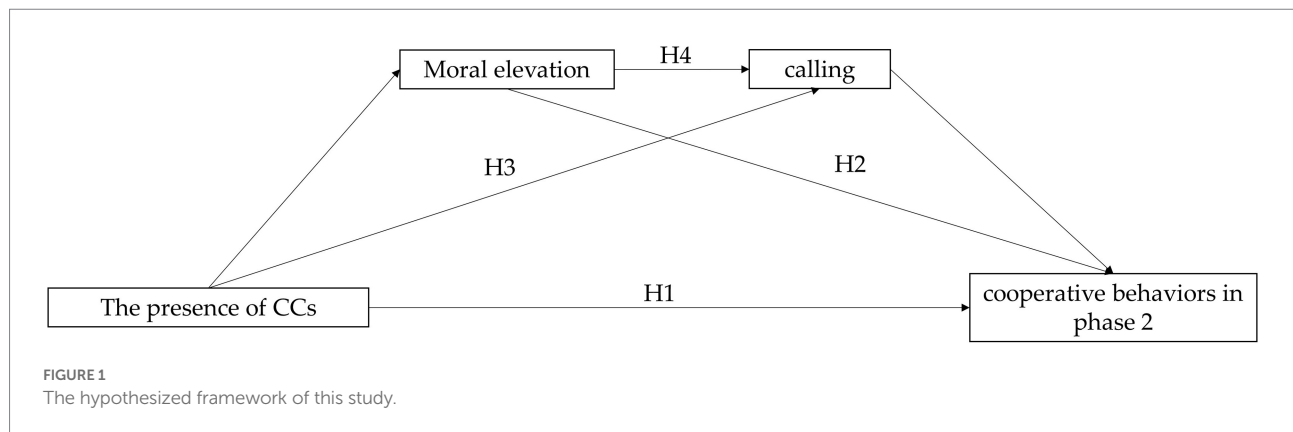 Moral elevation
H4
calling
H3
H2
The presence of CCs
H1
cooperative behaviors in
phase 2
FIGURE 1
The hypothesized framework of this study.